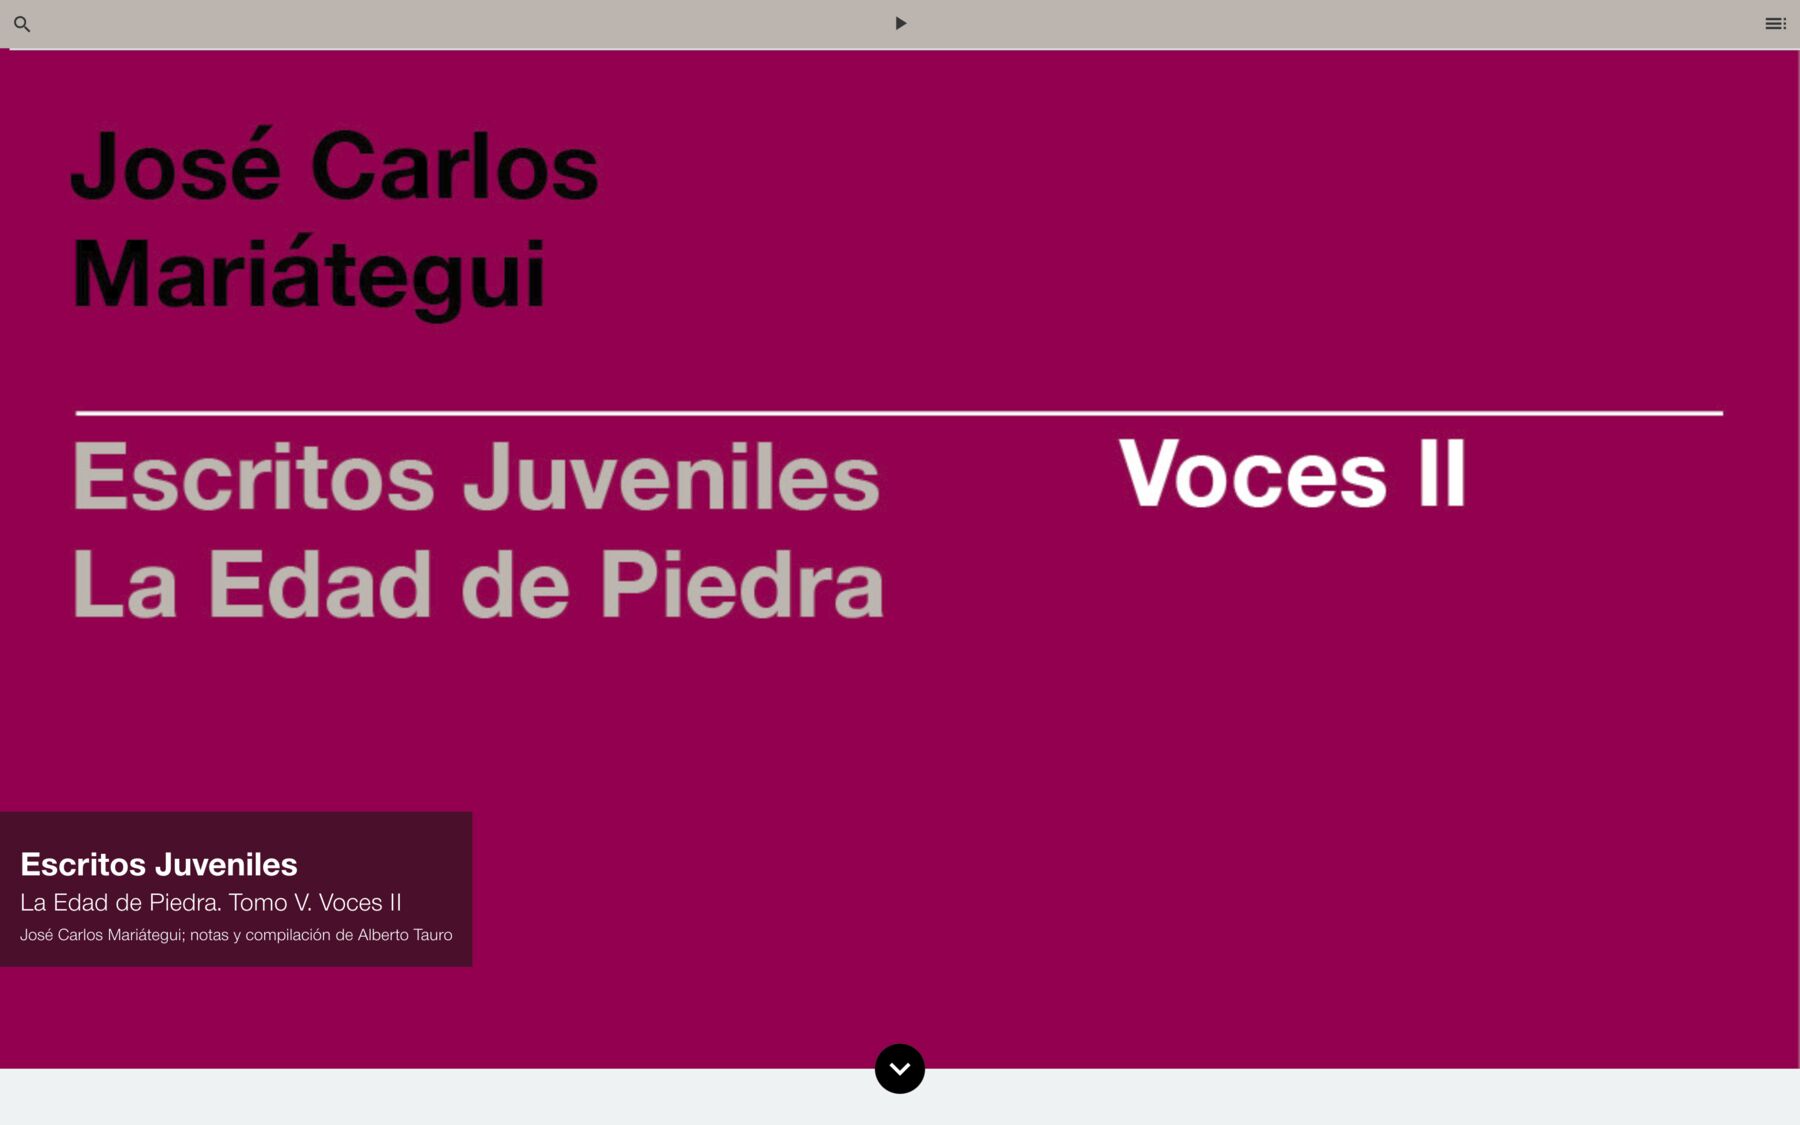 José Carlos
Mariátegui
Escritos Juveniles
La Edad de Piedra
Voces II
Escritos Juveniles
La Edad de Piedra. Tomo V. Voces II
José Carlos Mariátegui; notas y compilación de Alberto Tauro